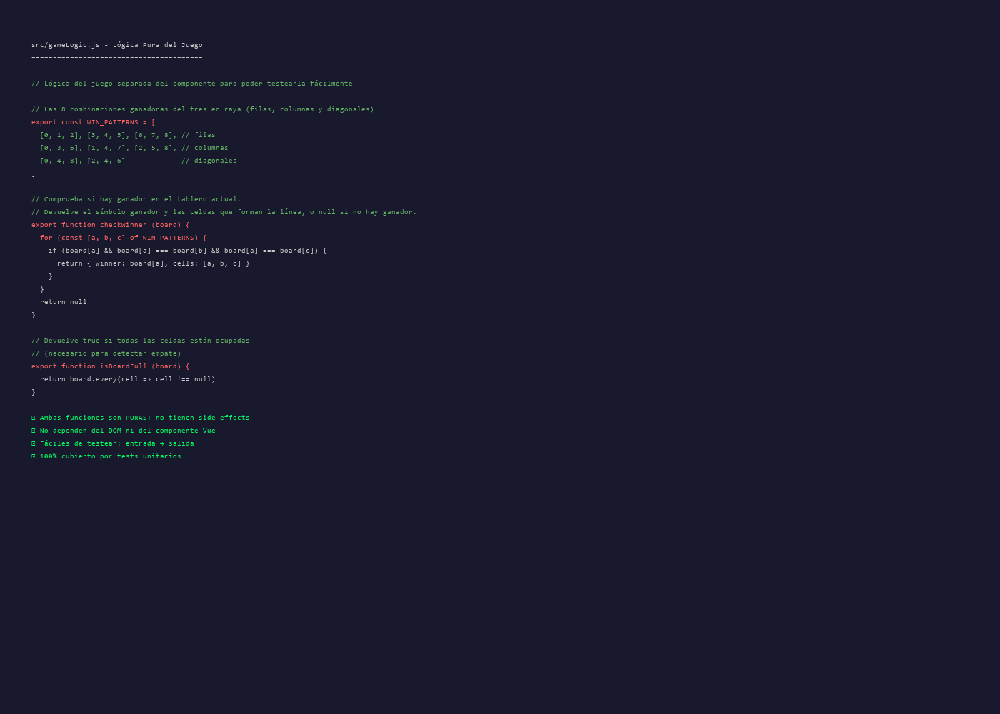 src/gameLogic.js - Lógica Pura del Juego
========================================
// Lógica del juego separada del componente para poder testearla fácilmente
// Las 8 combinaciones ganadoras del tres en raya (filas, columnas y diagonales)
export const WIN_PATTERNS = [
  [0, 1, 2], [3, 4, 5], [6, 7, 8], // filas
  [0, 3, 6], [1, 4, 7], [2, 5, 8], // columnas
  [0, 4, 8], [2, 4, 6]             // diagonales
]
// Comprueba si hay ganador en el tablero actual.
// Devuelve el símbolo ganador y las celdas que forman la línea, o null si no hay ganador.
export function checkWinner (board) {
  for (const [a, b, c] of WIN_PATTERNS) {
    if (board[a] && board[a] === board[b] && board[a] === board[c]) {
      return { winner: board[a], cells: [a, b, c] }
    }
  }
  return null
}
// Devuelve true si todas las celdas están ocupadas
// (necesario para detectar empate)
export function isBoardFull (board) {
  return board.every(cell => cell !== null)
}
Ambas funciones son PURAS: no tienen side effects
No dependen del DOM ni del componente Vue
Fáciles de testear: entrada → salida
100% cubierto por tests unitarios